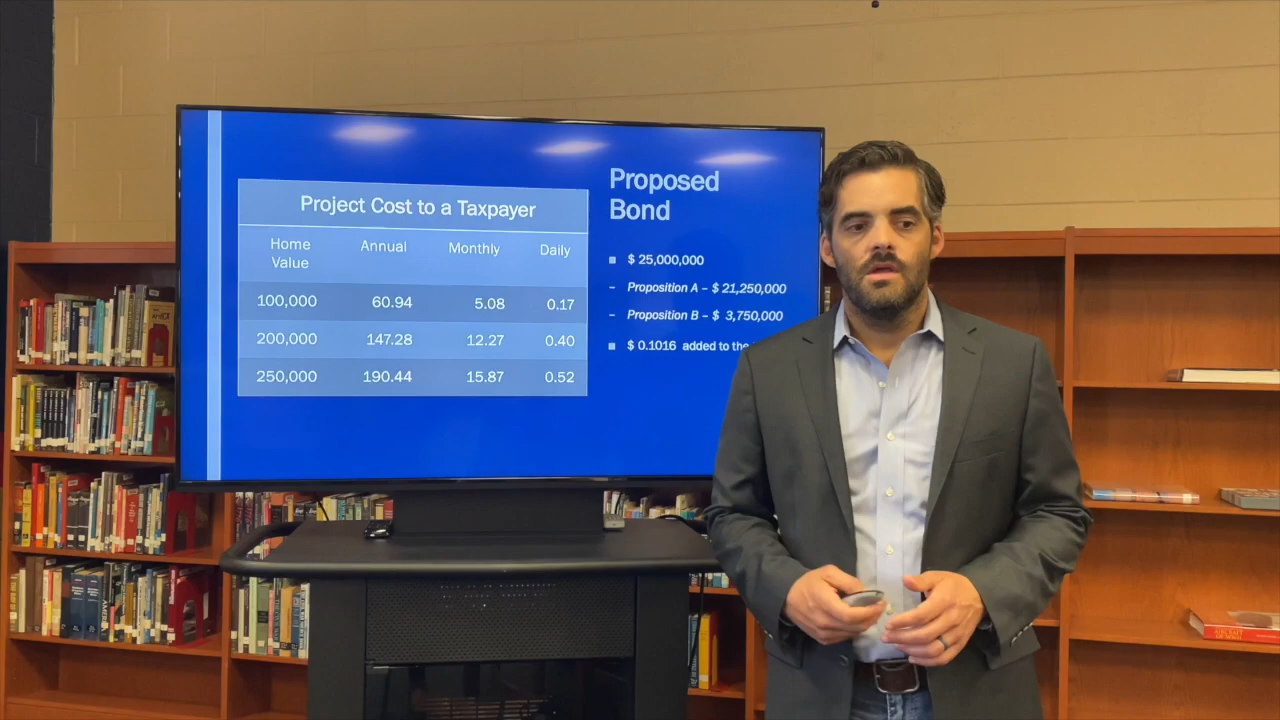 Project Cost to a Taxpayer
Home Value Annual Monthly Daily
100,000 60.94 5.08 0.17
200,000 147.28 12.27 0.40
250,000 190.44 15.87 0.52
Proposed
Bond
$ 25,000,000
– Proposition A – $ 21,250,000
– Proposition B – $ 3,750,000
$ 0.1016 added to the
AIRCRAFT